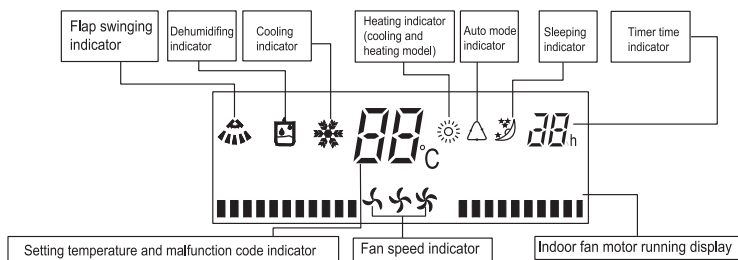 Flap swinging
indicator
Dehumidifing
indicator
Cooling
indicator
Heating indicator
(cooling and
heating model)
Auto mode
indicator
Sleeping
indicator
Timer time
indicator
88°C
88h
Setting temperature and malfunction code indicator
Fan speed indicator
Indoor fan motor running display